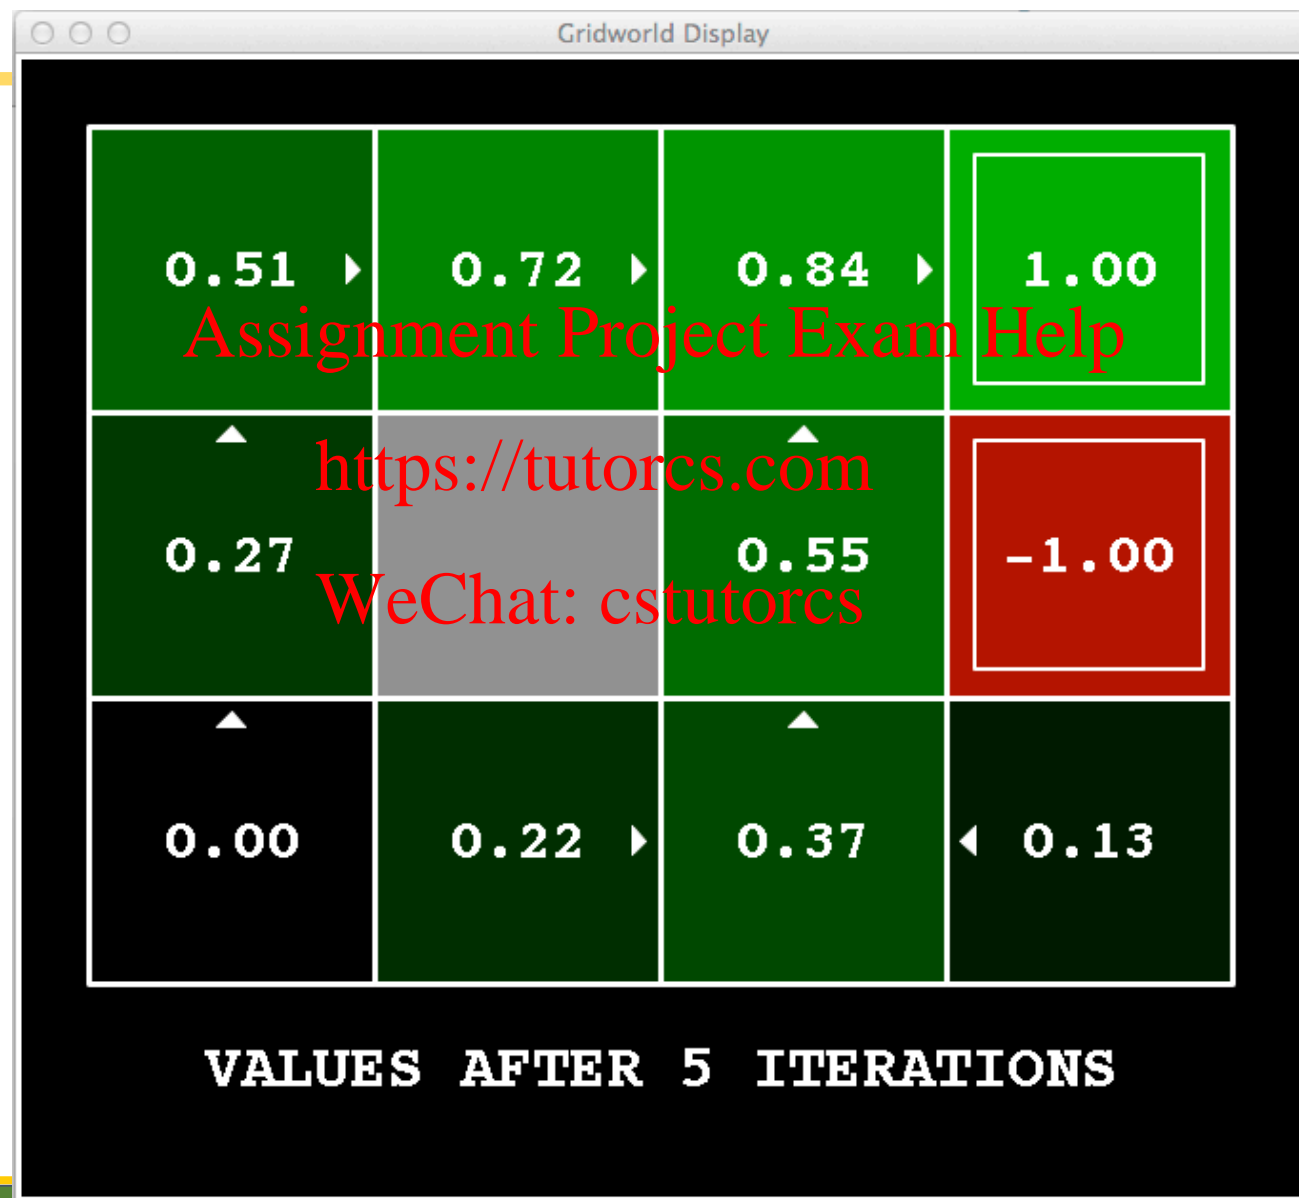 Gridworld Display
0.51 0.72 0.84 1.00
Assignment Project Exam Help
https://tutorcs.com
0.27 0.55 -1.00
WeChat: cstutorcs
0.00 0.22 0.37 0.13
VALUES AFTER 5 ITERATIONS